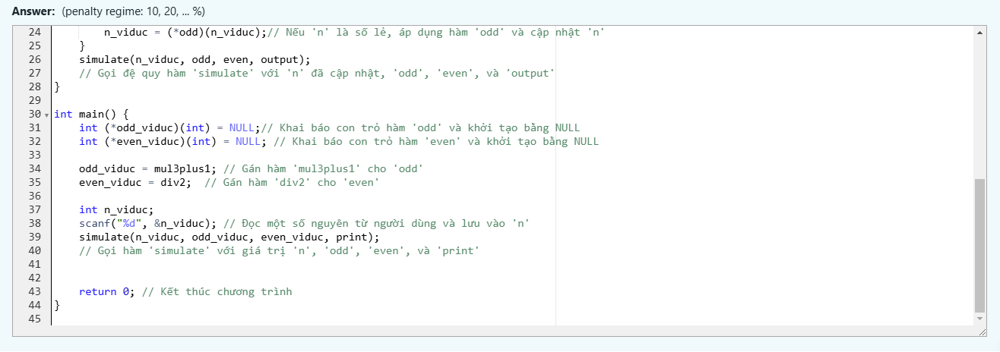 Answer: (penalty regime: 10, 20, ... %)
24         n_viduc = (*odd)(n_viduc);// Nếu 'n' là số lẻ, áp dụng hàm 'odd' và cập nhật 'n'
25     }
26     simulate(n_viduc, odd, even, output);
27     // Gọi đệ quy hàm 'simulate' với 'n' đã cập nhật, 'odd', 'even', và 'output'
28 }
29
30 int main() {
31     int (*odd_viduc)(int) = NULL;// Khai báo con trỏ hàm 'odd' và khởi tạo bằng NULL
32     int (*even_viduc)(int) = NULL; // Khai báo con trỏ hàm 'even' và khởi tạo bằng NULL
33
34     odd_viduc = mul3plus1; // Gán hàm 'mul3plus1' cho 'odd'
35     even_viduc = div2;  // Gán hàm 'div2' cho 'even'
36
37     int n_viduc;
38     scanf("%d", &n_viduc); // Đọc một số nguyên từ người dùng và lưu vào 'n'
39     simulate(n_viduc, odd_viduc, even_viduc, print);
40     // Gọi hàm 'simulate' với giá trị 'n', 'odd', 'even', và 'print'
41
42
43     return 0; // Kết thúc chương trình
44 }
45